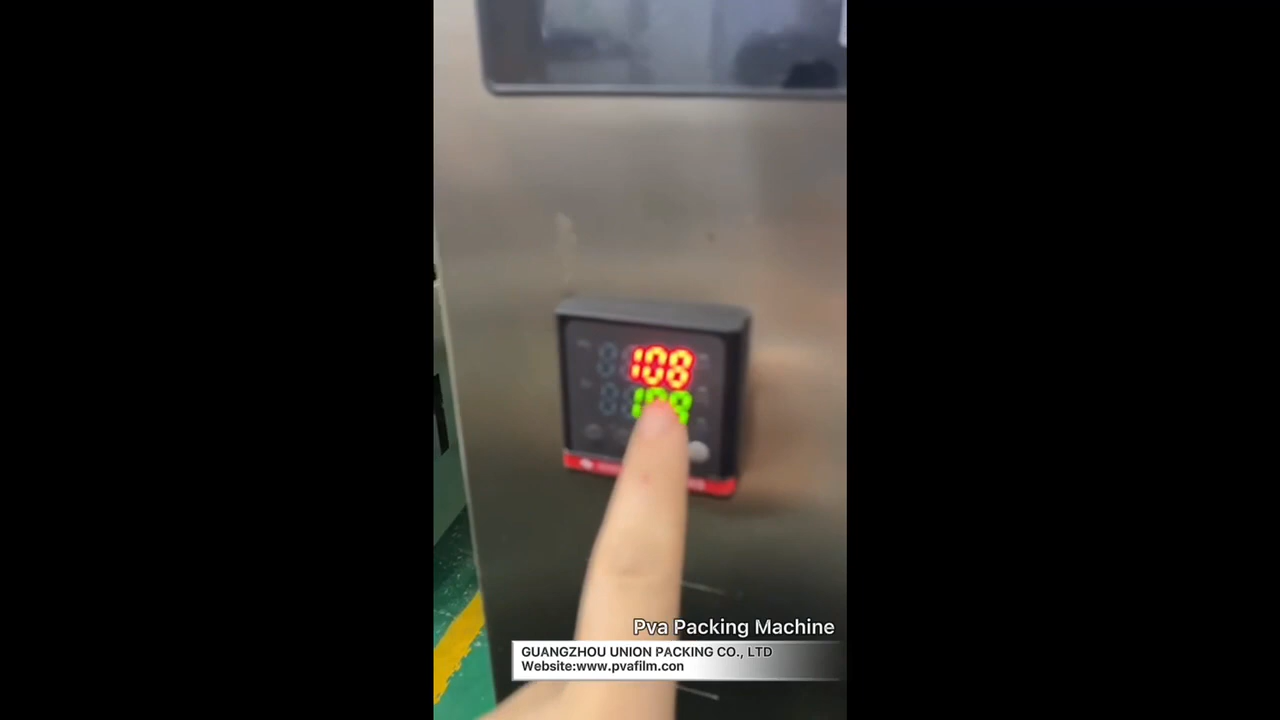 108
Pva Packing Machine
GUANGZHOU UNION PACKING CO., LTD
Website:www.pvafilm.con